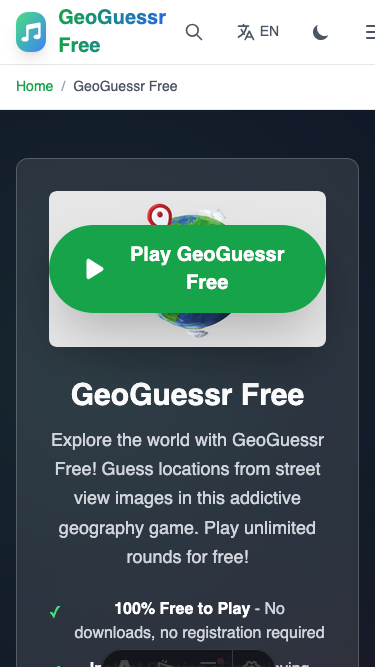 GeoGuessr
Free
EN
Home / GeoGuessr Free
Play GeoGuessr
Free
GeoGuessr Free
Explore the world with GeoGuessr
Free! Guess locations from street
view images in this addictive
geography game. Play unlimited
rounds for free!
✓ 100% Free to Play - No
downloads, no registration required